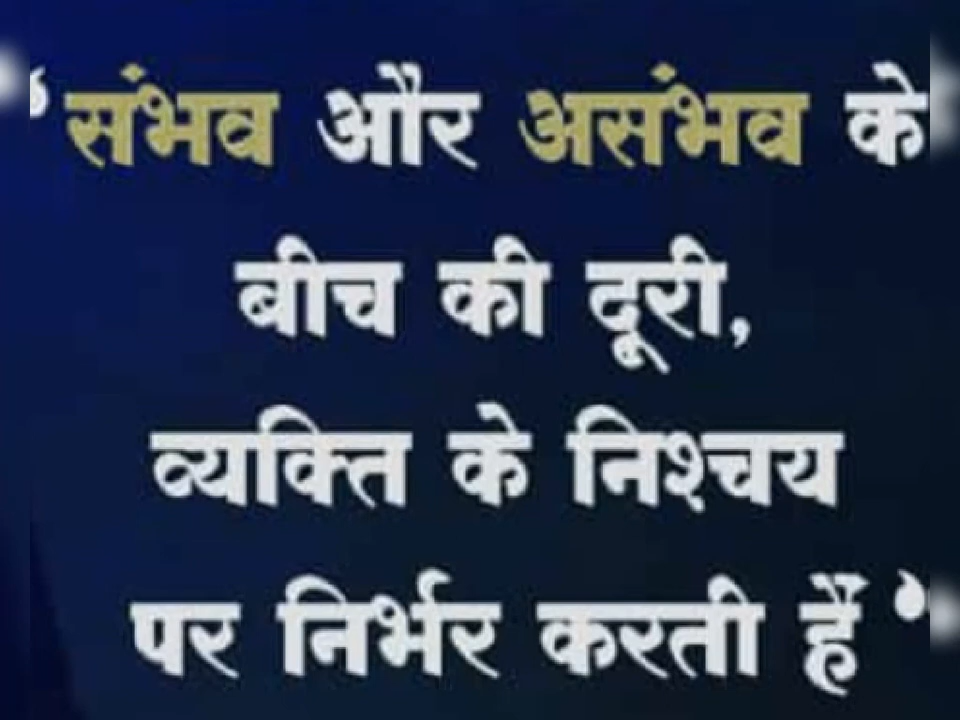 ‘संभव और असंभव के
बीच की दूरी,
व्यक्ति के निश्चय
पर निर्भर करती हैं’